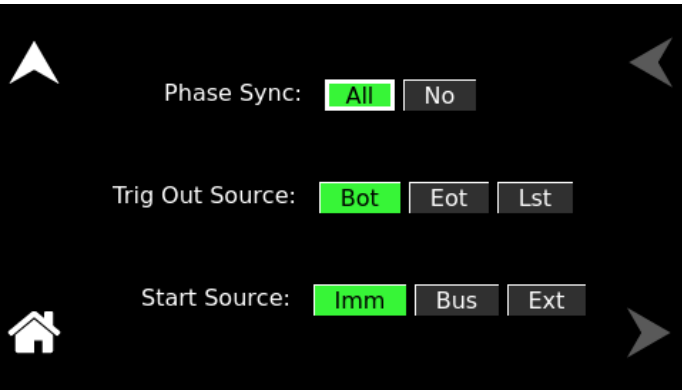 Phase Sync: All No
Trig Out Source: Bot Eot Lst
Start Source: Imm Bus Ext